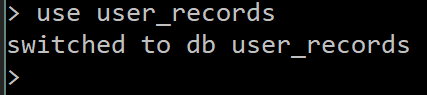 > use user_records
switched to db user_records
>